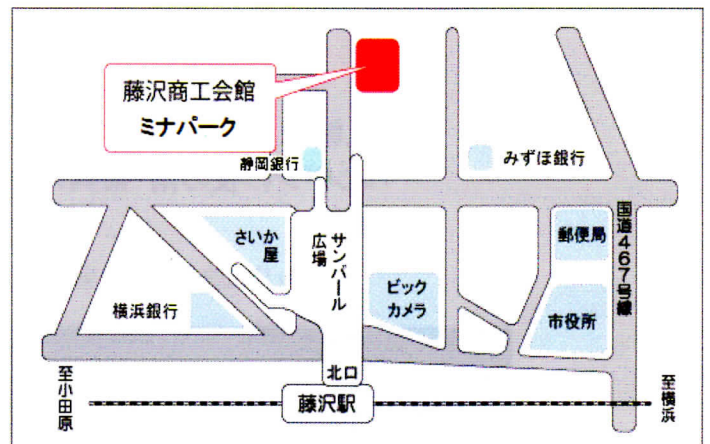 藤沢商工会館
ミナパーク
静岡銀行
みずほ銀行
さいか
屋
サンパール
広場
国道467号線
郵便局
ビック
カメラ
横浜銀行
市役所
北口
至小田原
藤沢駅
至横浜